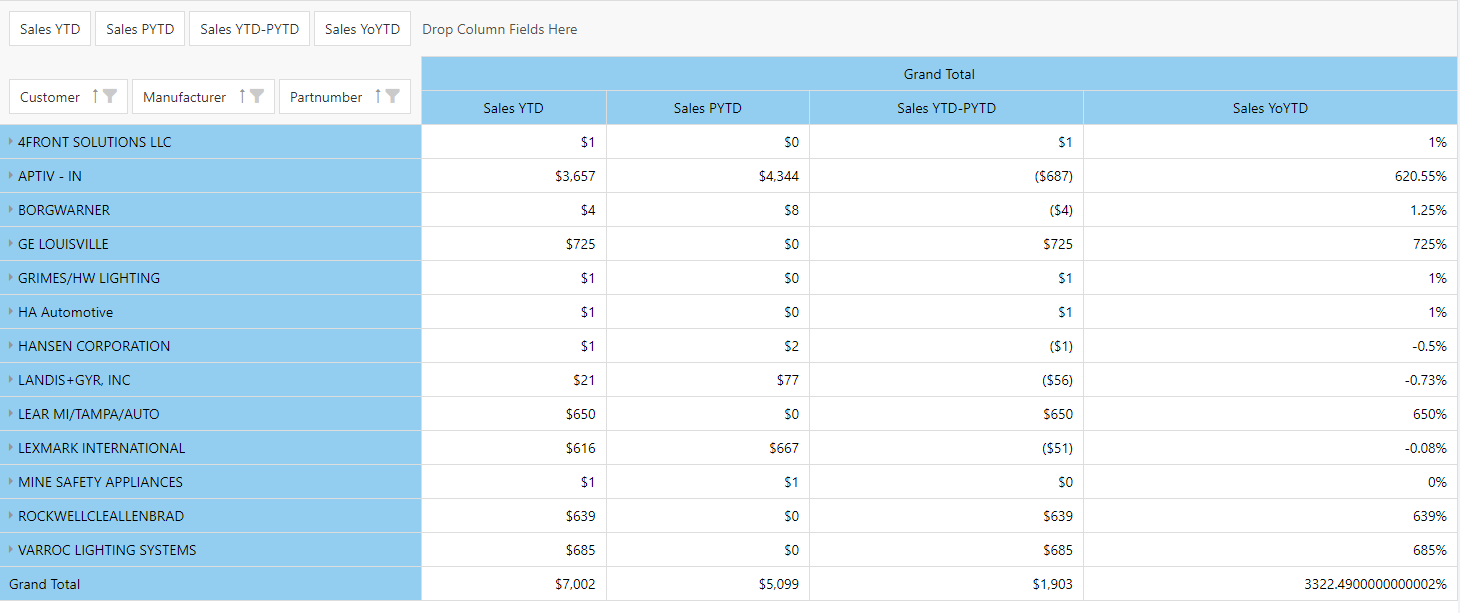 Sales YTD Sales PYTD Sales YTD-PYTD Sales YoYTD Drop Column Fields Here
Grand Total
Customer Manufacturer Partnumber Sales YTD Sales PYTD Sales YTD-PYTD Sales YoYTD
4FRONT SOLUTIONS LLC $1 $0 $1 1%
APTIV - IN $3,657 $4,344 ($687) 620.55%
BORGWARNER $4 $8 ($4) 1.25%
GE LOUISVILLE $725 $0 $725 725%
GRIMES/HW LIGHTING $1 $0 $1 1%
HA Automotive $1 $0 $1 1%
HANSEN CORPORATION $1 $2 ($1) -0.5%
LANDIS+GYR, INC $21 $77 ($56) -0.73%
LEAR MI/TAMPA/AUTO $650 $0 $650 650%
LEXMARK INTERNATIONAL $616 $667 ($51) -0.08%
MINE SAFETY APPLIANCES $1 $1 $0 0%
ROCKWELLCLEALLENBRAD $639 $0 $639 639%
VARROC LIGHTING SYSTEMS $685 $0 $685 685%
Grand Total $7,002 $5,099 $1,903 3322.4900000000002%